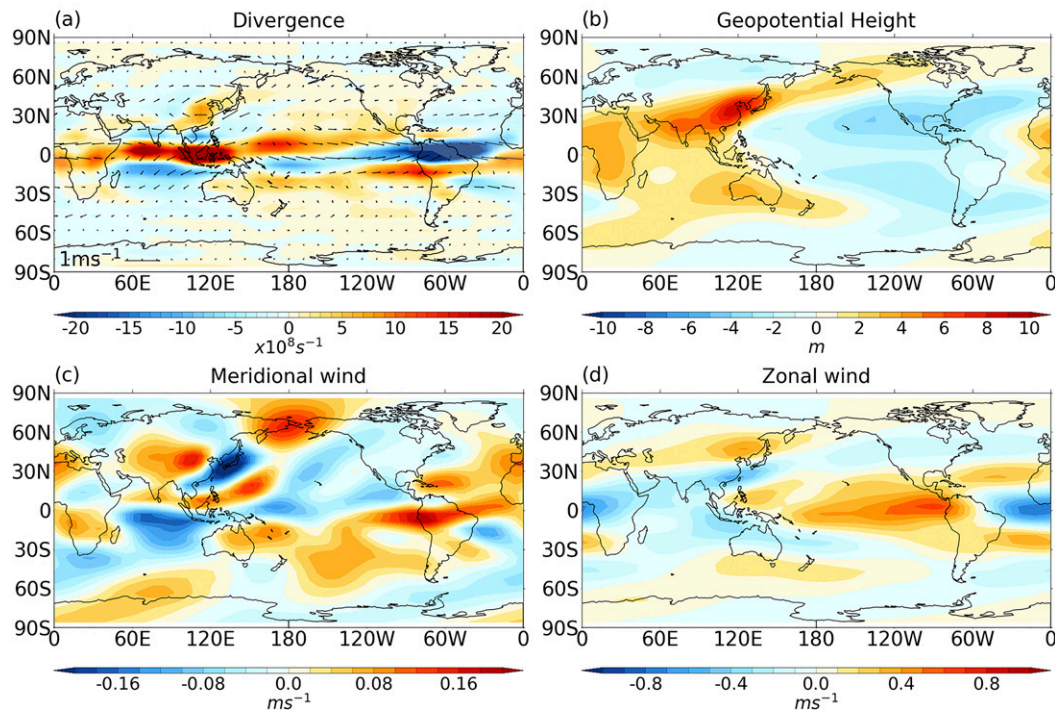 (a) Divergence
90N
60N
30N
0
30S
60S
90S
1ms⁻¹
60E 120E 180 120W 60W 0
-20 -15 -10 -5 0 5 10 15 20
x10⁸s⁻¹
(b) Geopotential Height
90N
60N
30N
0
30S
60S
90S
0 60E 120E 180 120W 60W 0
-10 -8 -6 -4 -2 0 2 4 6 8 10
m
(c) Meridional wind
90N
60N
30N
0
30S
60S
90S
0 60E 120E 180 120W 60W 0
-0.16 -0.08 0.0 0.08 0.16
ms⁻¹
(d) Zonal wind
90N
60N
30N
0
30S
60S
90S
0 60E 120E 180 120W 60W 0
-0.8 -0.4 0.0 0.4 0.8
ms⁻¹